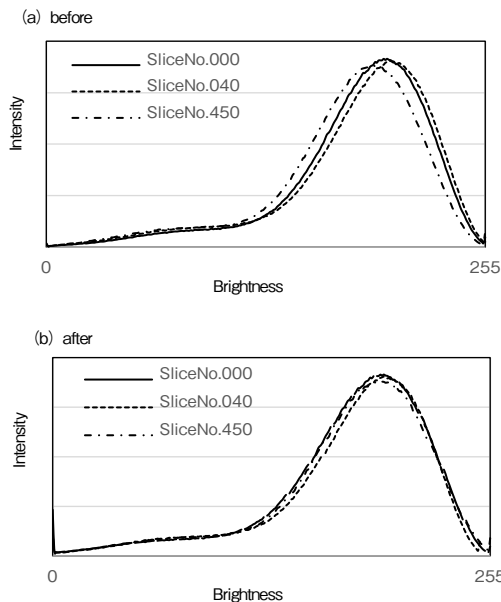 (a) before
SliceNo.000
SliceNo.040
SliceNo.450
Intensity
0
255
Brightness
(b) after
SliceNo.000
SliceNo.040
SliceNo.450
Intensity
0
255
Brightness